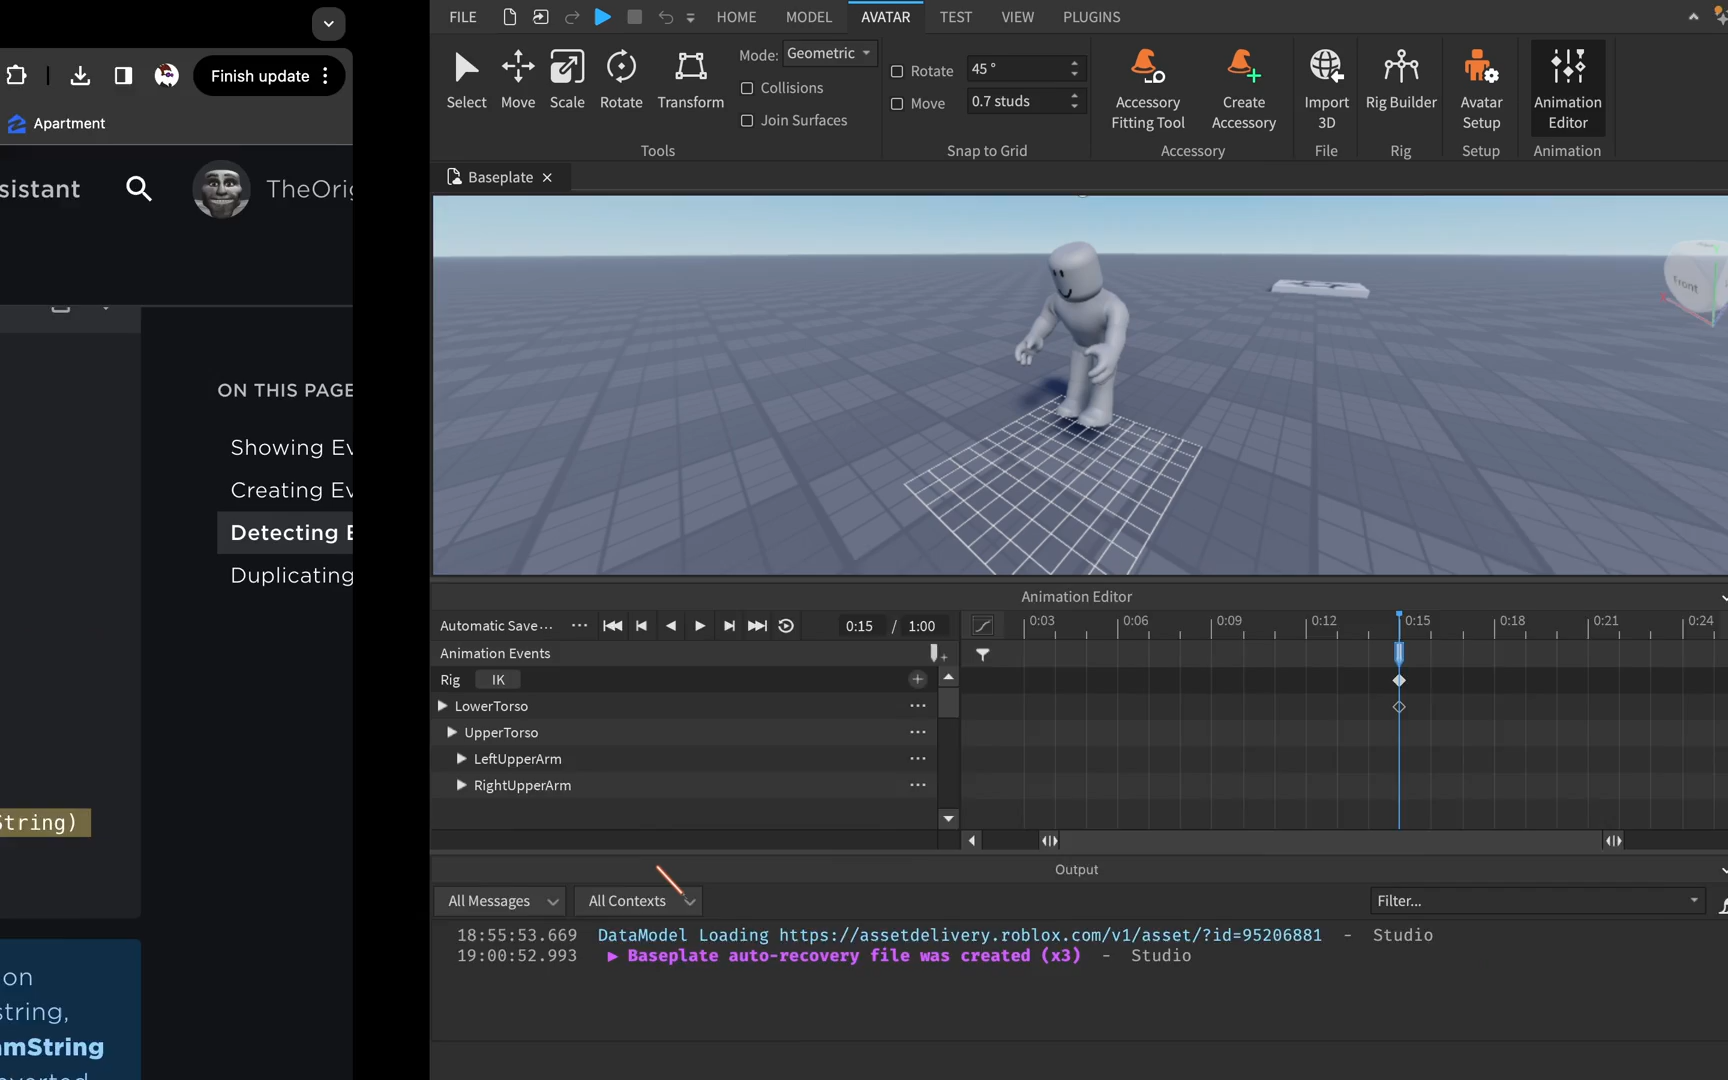 Finish update
Apartment
sistant
TheOrig
ON THIS PAGE
Showing Ev
Creating Ev
Detecting E
Duplicating
String)
on
string,
amString
FILE
HOME
MODEL
AVATAR
TEST
VIEW
PLUGINS
Select
Move
Scale
Rotate
Transform
Mode:
Geometric
Collisions
Join Surfaces
Tools
Rotate
45 °
Move
0.7 studs
Snap to Grid
Accessory
Fitting Tool
Create
Accessory
Accessory
Import
3D
File
Rig Builder
Rig
Avatar
Setup
Setup
Animation
Editor
Animation
Baseplate
Front
Animation Editor
Automatic Save...
0:15 / 1:00
0:03
0:06
0:09
0:12
0:15
0:18
0:21
0:24
Animation Events
Rig
IK
LowerTorso
UpperTorso
LeftUpperArm
RightUpperArm
Output
All Messages
All Contexts
Filter...
18:55:53.669 DataModel Loading https://assetdelivery.roblox.com/v1/asset/?id=95206881 - Studio
19:00:52.993 ▶ Baseplate auto-recovery file was created (x3) - Studio